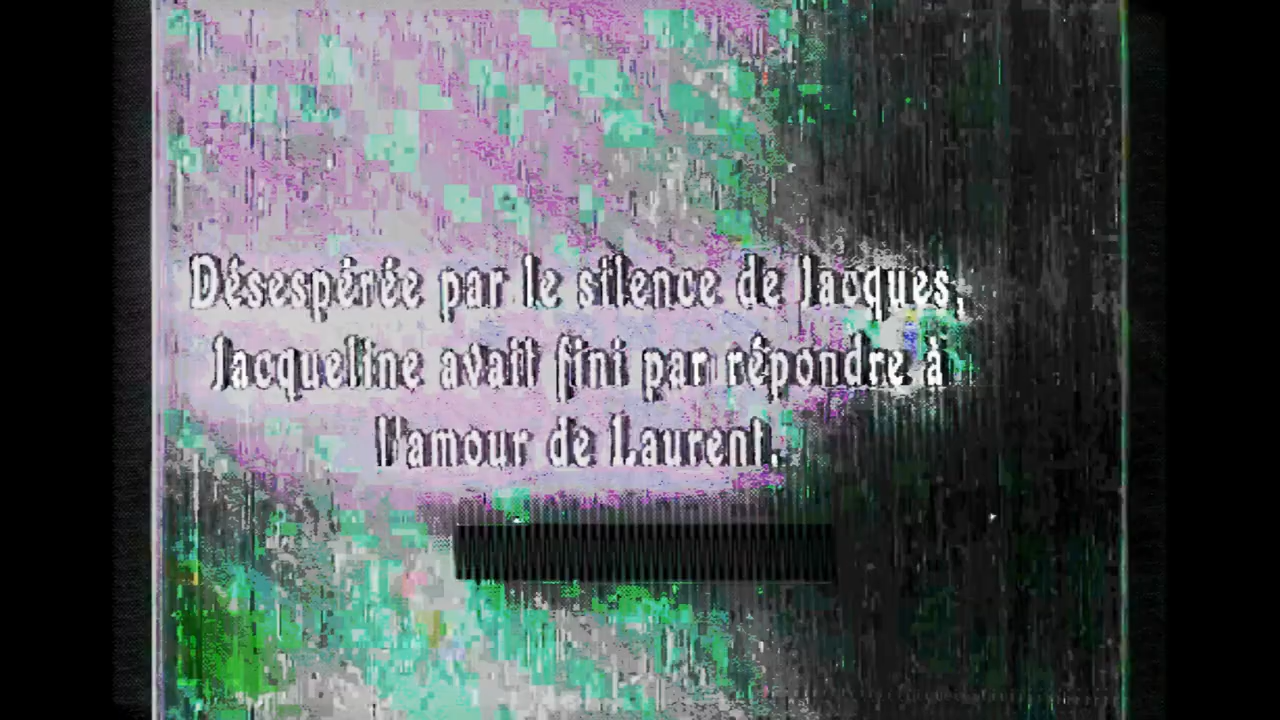 Désespérée par le silence de Jacques,
Jacqueline avait fini par répondre à
l'amour de Laurent.